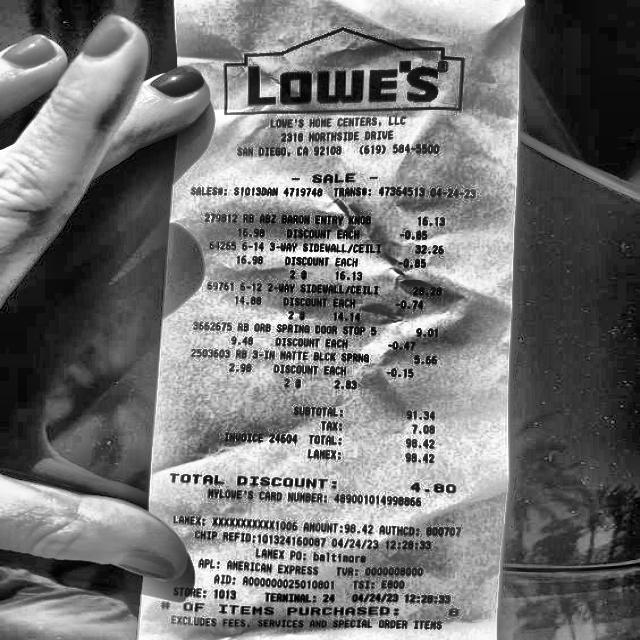 LOWE'S
LOWE'S HOME CENTERS, LLC
2318 NORTHSIDE DRIVE
SAN DIEGO, CA 92108 (619) 584-5500
- SALE -
SALES#: S1013DAN 4719748 TRANS#: 47364513 04-24-23
279812 RB ABZ BARON ENTRY KNOB 16.13
16.98 DISCOUNT EACH -0.85
64265 6-14 3-WAY SIDEWALL/CEILI 32.26
16.98 DISCOUNT EACH -0.85
2 @ 16.13
69761 6-12 2-WAY SIDEWALL/CEILI 28.28
14.88 DISCOUNT EACH -0.74
2 @ 14.14
3662675 RB ORB SPRING DOOR STOP 5 9.01
9.48 DISCOUNT EACH -0.47
2503603 RB 3-IN MATTE BLCK SPRNG 5.66
2.98 DISCOUNT EACH -0.15
2 @ 2.83
SUBTOTAL: 91.34
TAX: 7.08
INVOICE 24604 TOTAL: 98.42
LAMEX: 98.42
TOTAL DISCOUNT: 4.80
MYLOWE'S CARD NUMBER: 489001014998866
LAMEX: XXXXXXXXXXX1006 AMOUNT:98.42 AUTHCD: 800707
CHIP REFID:101324160087 04/24/23 12:28:33
LAMEX PO: baltimore
APL: AMERICAN EXPRESS TVR: 0000008000
AID: A000000025010801 TSI: E800
STORE: 1013 TERMINAL: 24 04/24/23 12:28:33
# OF ITEMS PURCHASED: 8
EXCLUDES FEES, SERVICES AND SPECIAL ORDER ITEMS